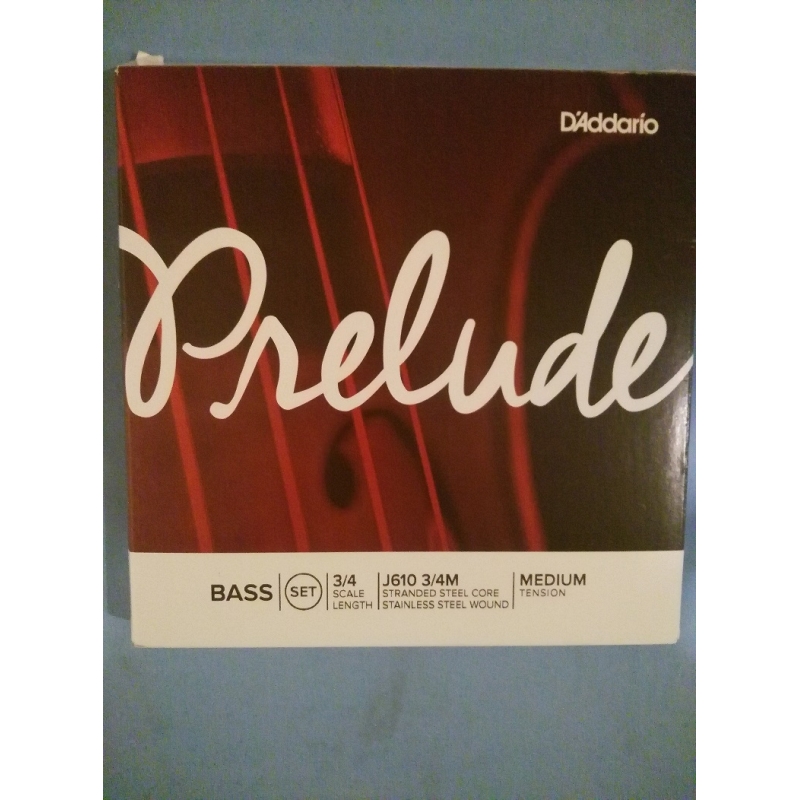 D'Addario
Prelude
BASS
SET
3/4
SCALE
LENGTH
J610 3/4M
STRANDED STEEL CORE
STAINLESS STEEL WOUND
MEDIUM
TENSION